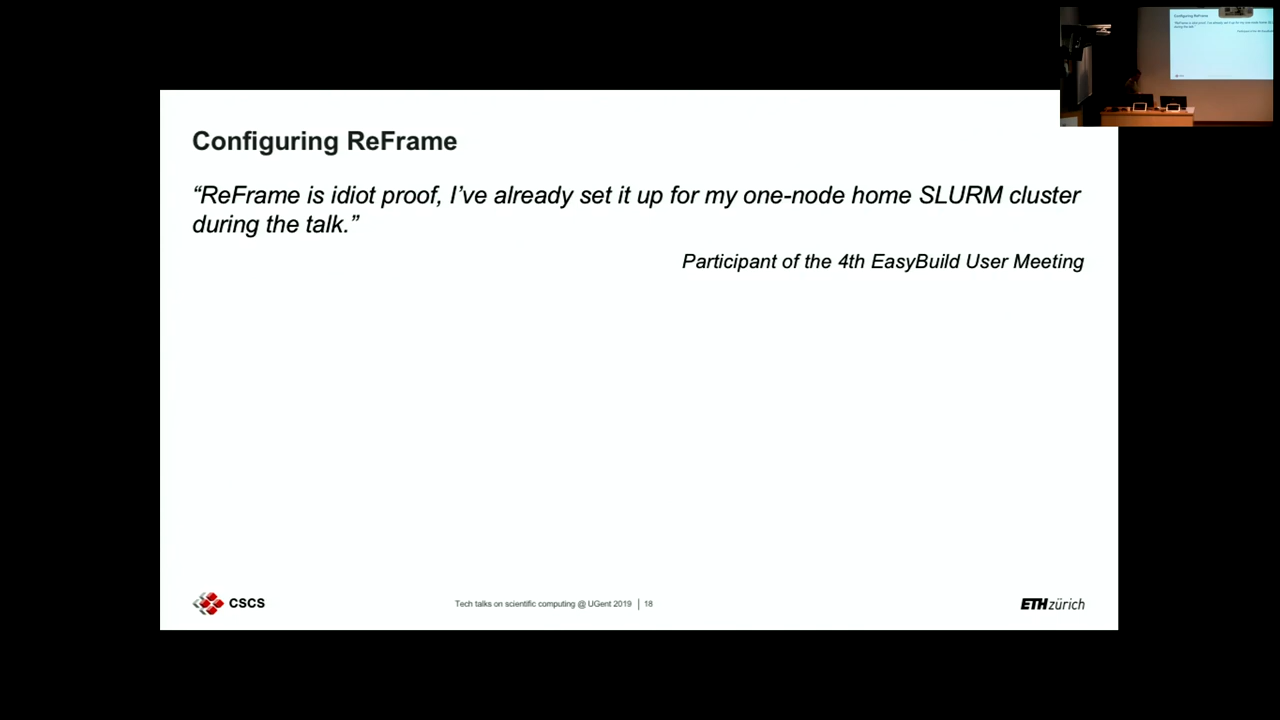 Configuring ReFrame
“ReFrame is idiot proof, I’ve already set it up for my one-node home SLURM cluster
during the talk.”
Participant of the 4th EasyBuild User Meeting
CSCS
Tech talks on scientific computing @ UGent 2019 | 18
ETH zürich